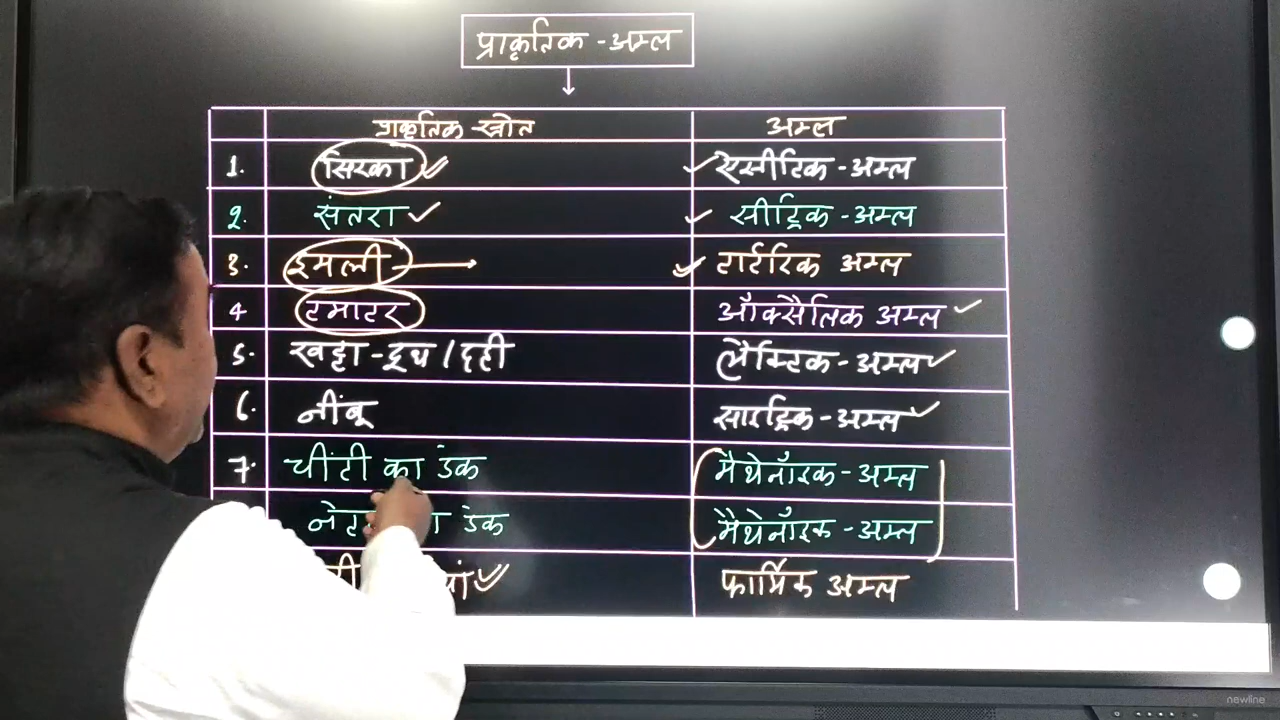 प्राकृतिक - अम्ल
प्राकृतिक - स्त्रोत अम्ल
1. सिरका ऐसीटिक - अम्ल
2. संतरा सीट्रिक - अम्ल
3. इमली टार्टरिक अम्ल
4 टमाटर ऑक्सैलिक अम्ल
5. खट्टा - दूध / दही लैक्टिक - अम्ल
6. नींबू साइट्रिक - अम्ल
7. चींटी का डंक मैथेनॉइक - अम्ल
डंक मैथेनॉइक - अम्ल
फार्मिक अम्ल
newline